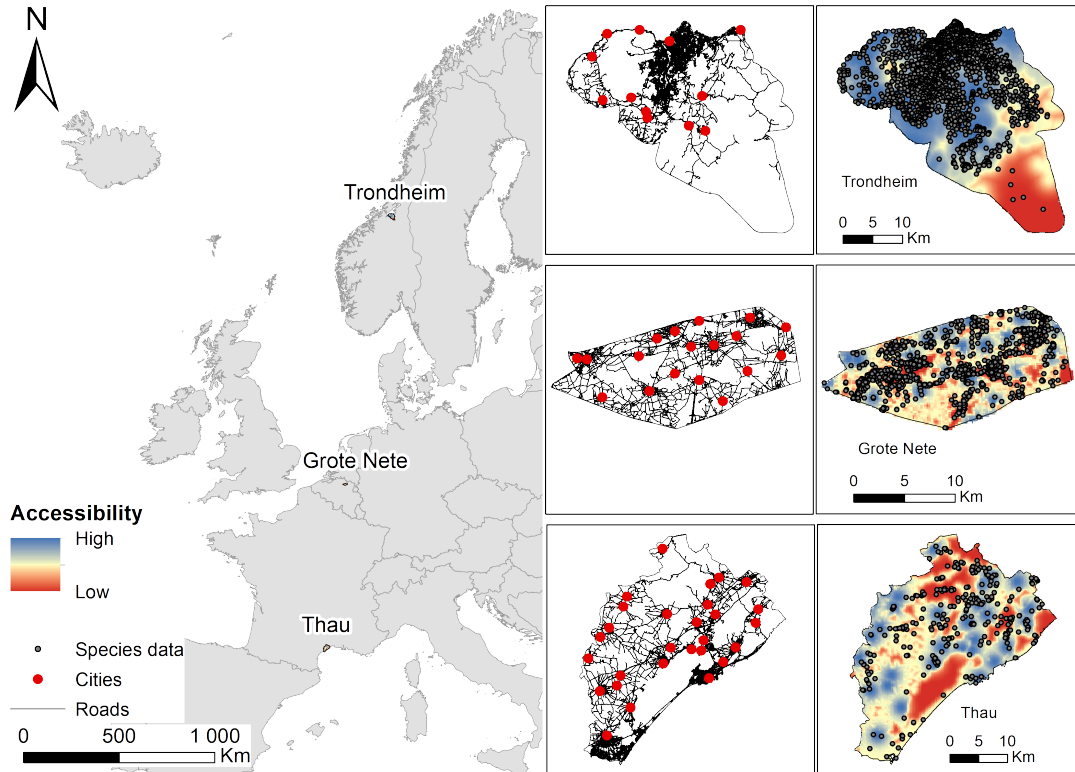 N
Trondheim
Grote Nete
Thau
Accessibility
High
Low
Species data
Cities
Roads
0 500 1 000
Km
Trondheim
0 5 10
Km
Grote Nete
0 5 10
Km
Thau
0 5 10
Km